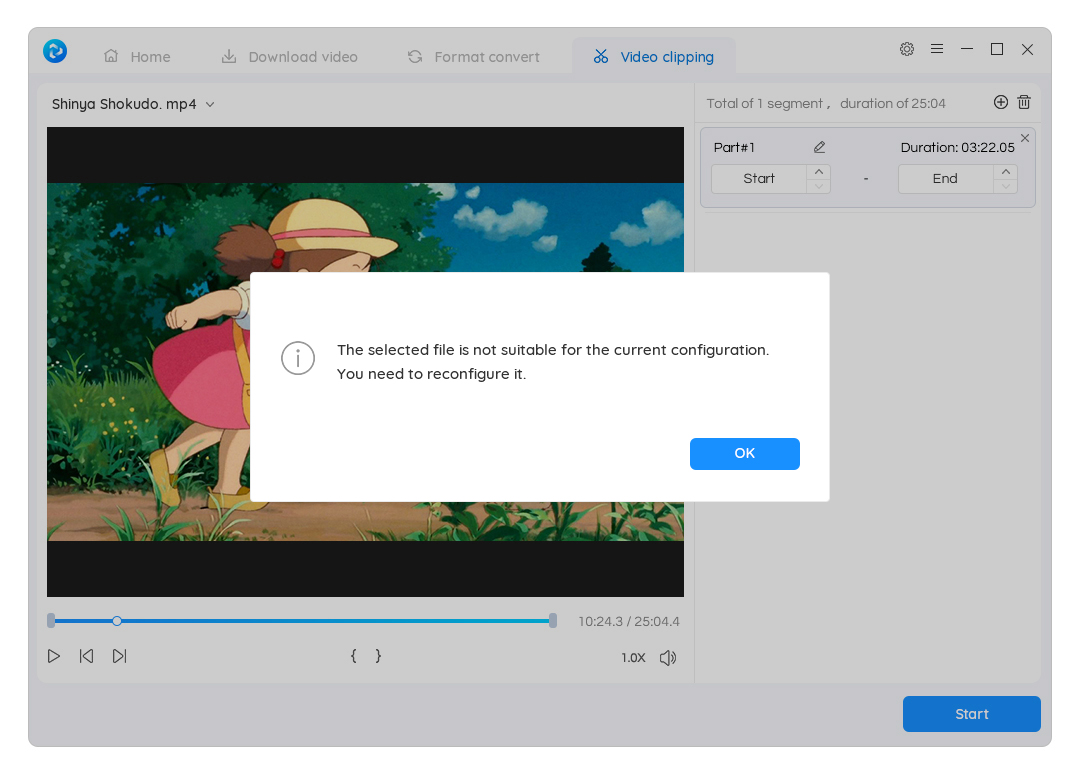 Home
Download video
Format convert
Video clipping
Shinya Shokudo. mp4
Total of 1 segment , duration of 25:04
Part#1
Duration: 03:22.05
Start
-
End
The selected file is not suitable for the current configuration.
You need to reconfigure it.
OK
10:24.3 / 25:04.4
{ }
1.0X
Start